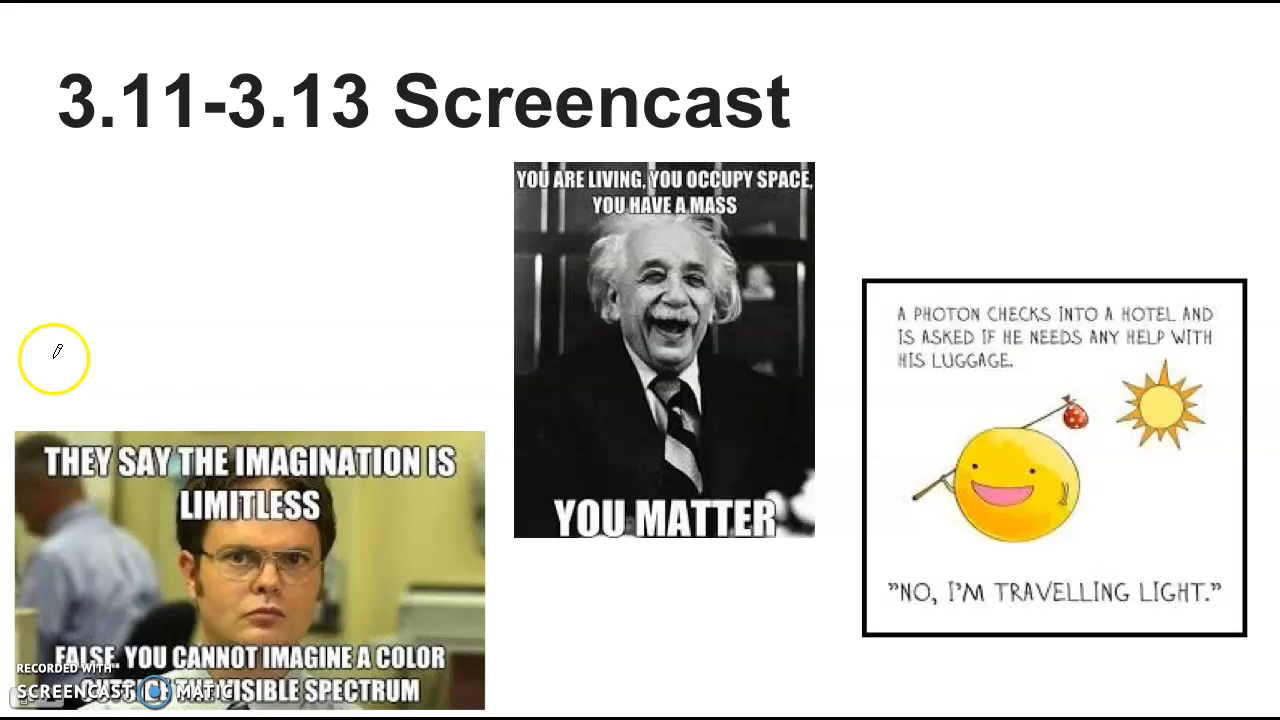 3.11-3.13 Screencast
YOU ARE LIVING, YOU OCCUPY SPACE,
YOU HAVE A MASS
YOU MATTER
A PHOTON CHECKS INTO A HOTEL AND
IS ASKED IF HE NEEDS ANY HELP WITH
HIS LUGGAGE.
"NO, I'M TRAVELLING LIGHT."
THEY SAY THE IMAGINATION IS
LIMITLESS
FALSE. YOU CANNOT IMAGINE A COLOR
VISIBLE SPECTRUM
RECORDED WITH
SCREENCAST MATIC